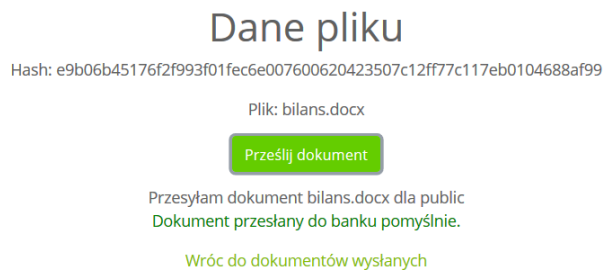 Dane pliku
Hash: e9b06b45176f2f993f01fec6e007600620423507c12ff77c117eb0104688af99
Plik: bilans.docx
Prześlij dokument
Przesyłam dokument bilans.docx dla public
Dokument przesłany do banku pomyślnie.
Wróc do dokumentów wysłanych